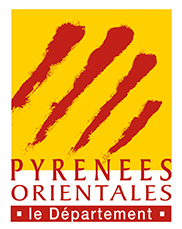 PYRENEES
ORIENTALES
▪ le Département ▪